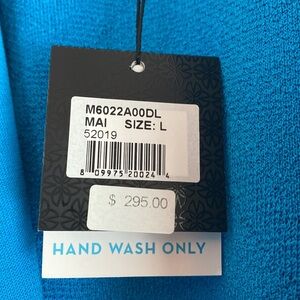 M6022A00DL
MAI SIZE: L
52019
8 09975 20024 4
$ 295.00
HAND WASH ONLY